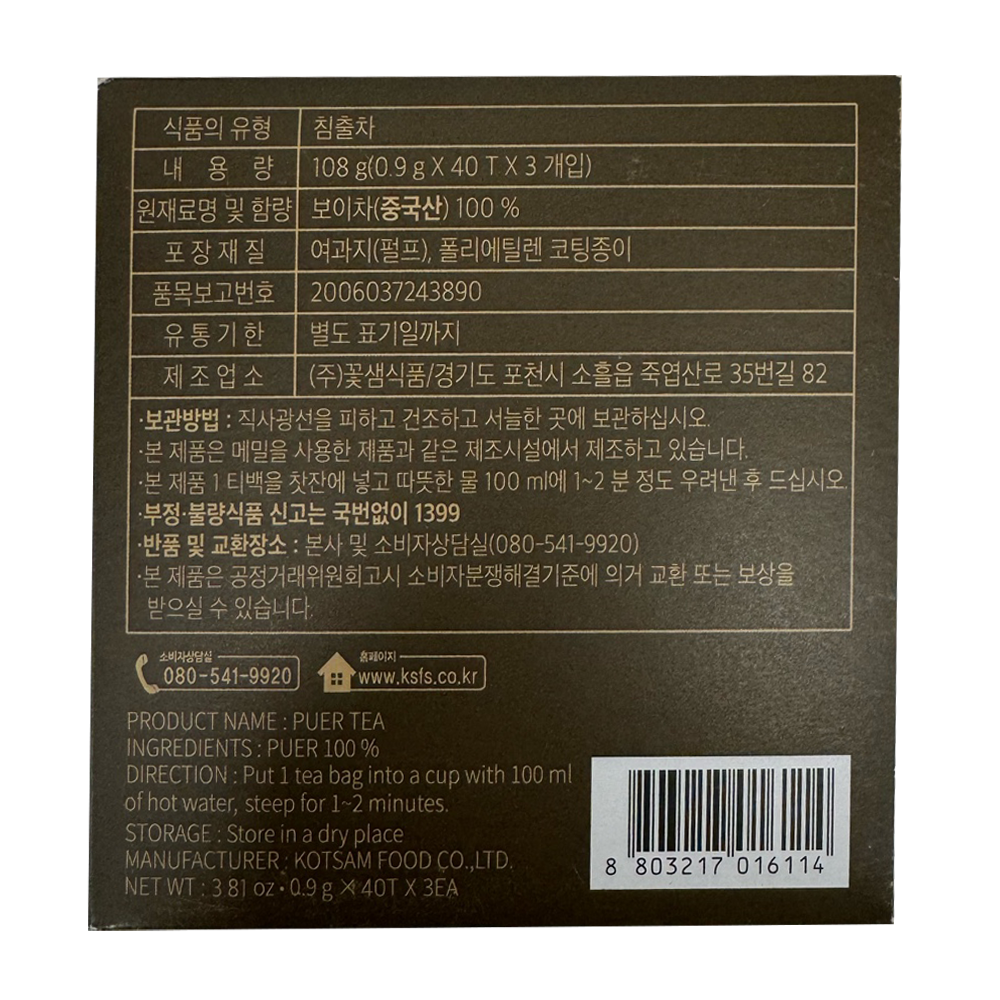 식품의 유형 침출차
내 용 량 108 g(0.9 g X 40 T X 3 개입)
원재료명 및 함량 보이차(중국산) 100 %
포 장 재 질 여과지(펄프), 폴리에틸렌 코팅종이
품목보고번호 2006037243890
유 통 기 한 별도 표기일까지
제 조 업 소 (주)꽃샘식품/경기도 포천시 소흘읍 죽엽산로 35번길 82
·보관방법 : 직사광선을 피하고 건조하고 서늘한 곳에 보관하십시오.
·본 제품은 메밀을 사용한 제품과 같은 제조시설에서 제조하고 있습니다.
·본 제품 1 티백을 찻잔에 넣고 따뜻한 물 100 ml에 1~2 분 정도 우려낸 후 드십시오.
·부정·불량식품 신고는 국번없이 1399
·반품 및 교환장소 : 본사 및 소비자상담실(080-541-9920)
·본 제품은 공정거래위원회고시 소비자분쟁해결기준에 의거 교환 또는 보상을
받으실 수 있습니다.
소비자상담실
080-541-9920
홈페이지
www.ksfs.co.kr
PRODUCT NAME : PUER TEA
INGREDIENTS : PUER 100 %
DIRECTION : Put 1 tea bag into a cup with 100 ml
of hot water, steep for 1~2 minutes.
STORAGE : Store in a dry place
MANUFACTURER : KOTSAM FOOD CO.,LTD.
NET WT : 3.81 oz · 0.9 g X 40T X 3EA
8 803217 016114